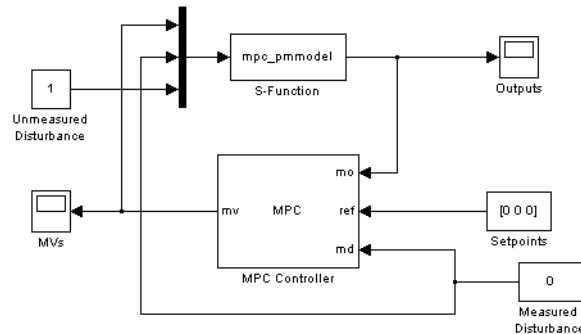 mpc_pmmodel
S-Function
Outputs
1
Unmeasured
Disturbance
MVs
mv
MPC
mo
ref
md
MPC Controller
[0 0 0]
Setpoints
0
Measured
Disturbance